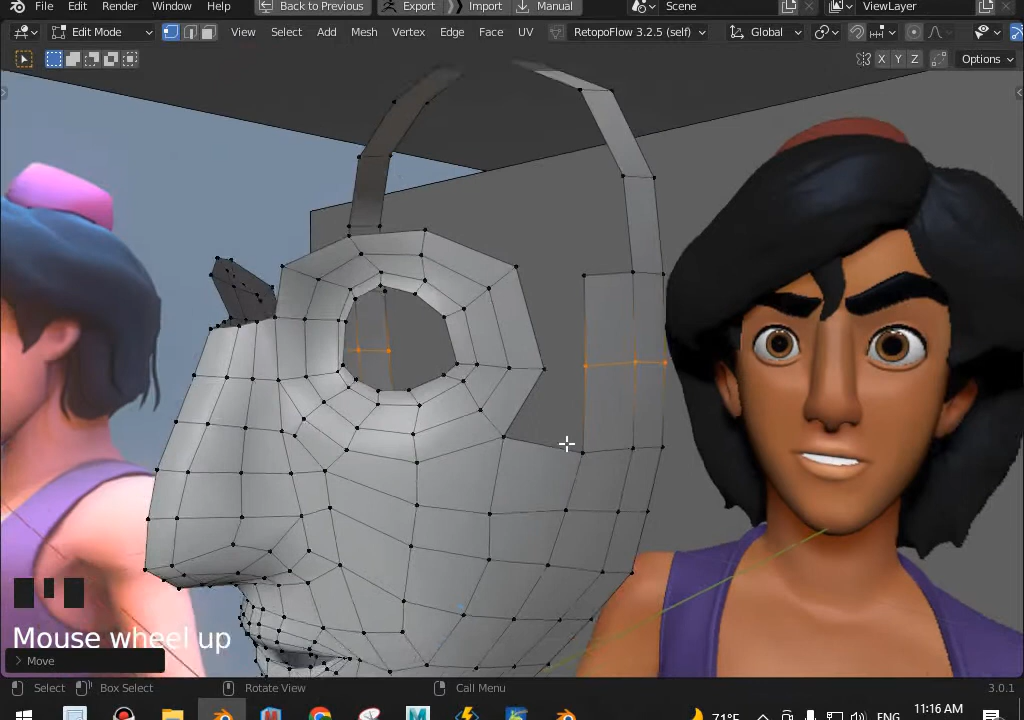 File Edit Render Window Help Back to Previous Export Import Manual Scene ViewLayer
Edit Mode View Select Add Mesh Vertex Edge Face UV RetopoFlow 3.2.5 (self) Global
X Y Z Options
Mouse wheel up
Move
Select Box Select Rotate View Call Menu 3.0.1
71°F ENG 11:16 AM